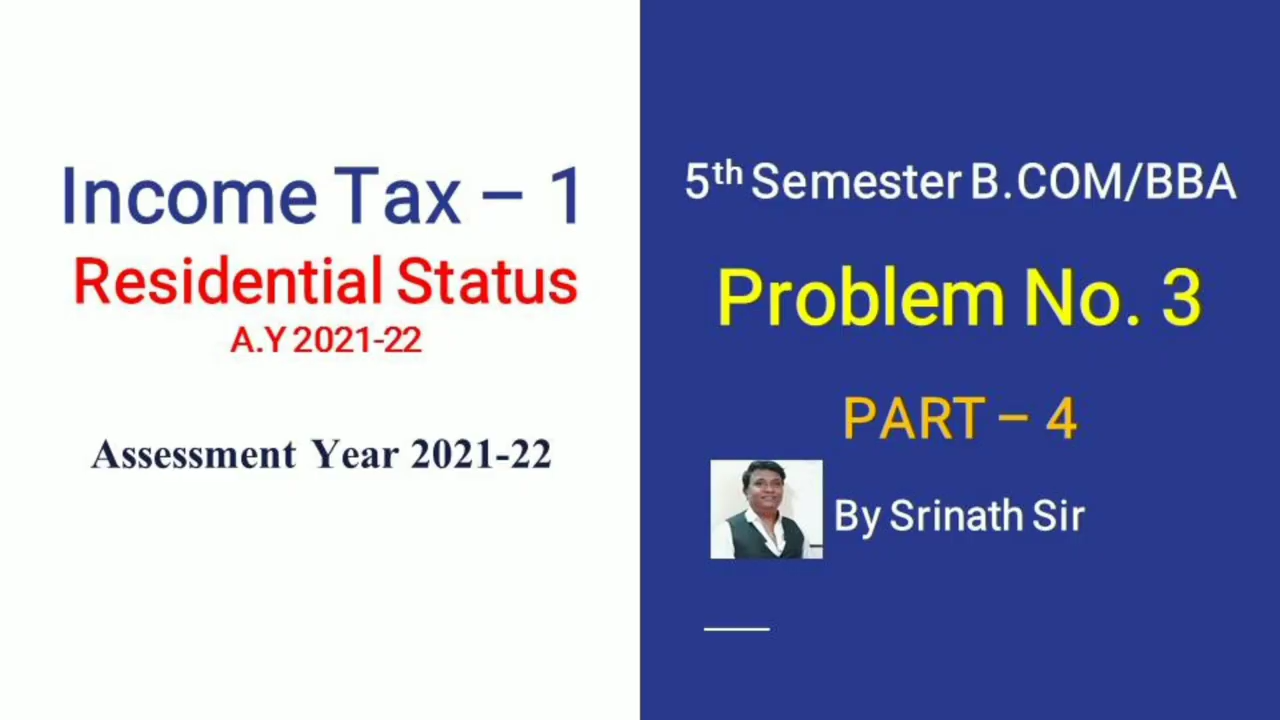 Income Tax – 1
Residential Status
A.Y 2021-22
Assessment Year 2021-22
5th Semester B.COM/BBA
Problem No. 3
PART – 4
By Srinath Sir